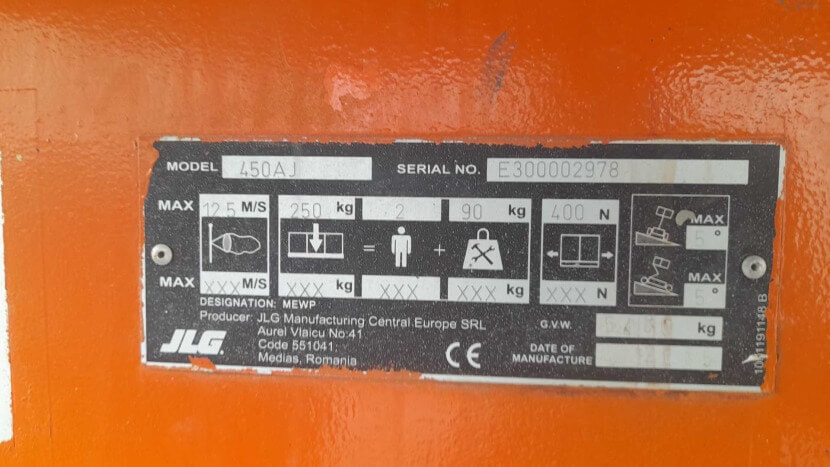 MODEL 450AJ SERIAL NO. E300002978
MAX 12.5 M/S 250 kg 2 90 kg 400 N MAX 5°
= +
MAX XXX M/S XXX kg XXX XXX kg XXX N MAX 5°
DESIGNATION: MEWP
Producer: JLG Manufacturing Central Europe SRL
Aurel Vlaicu No:41
Code 551041;
Medias, Romania
JLG
CE
G.V.W. kg
DATE OF
MANUFACTURE